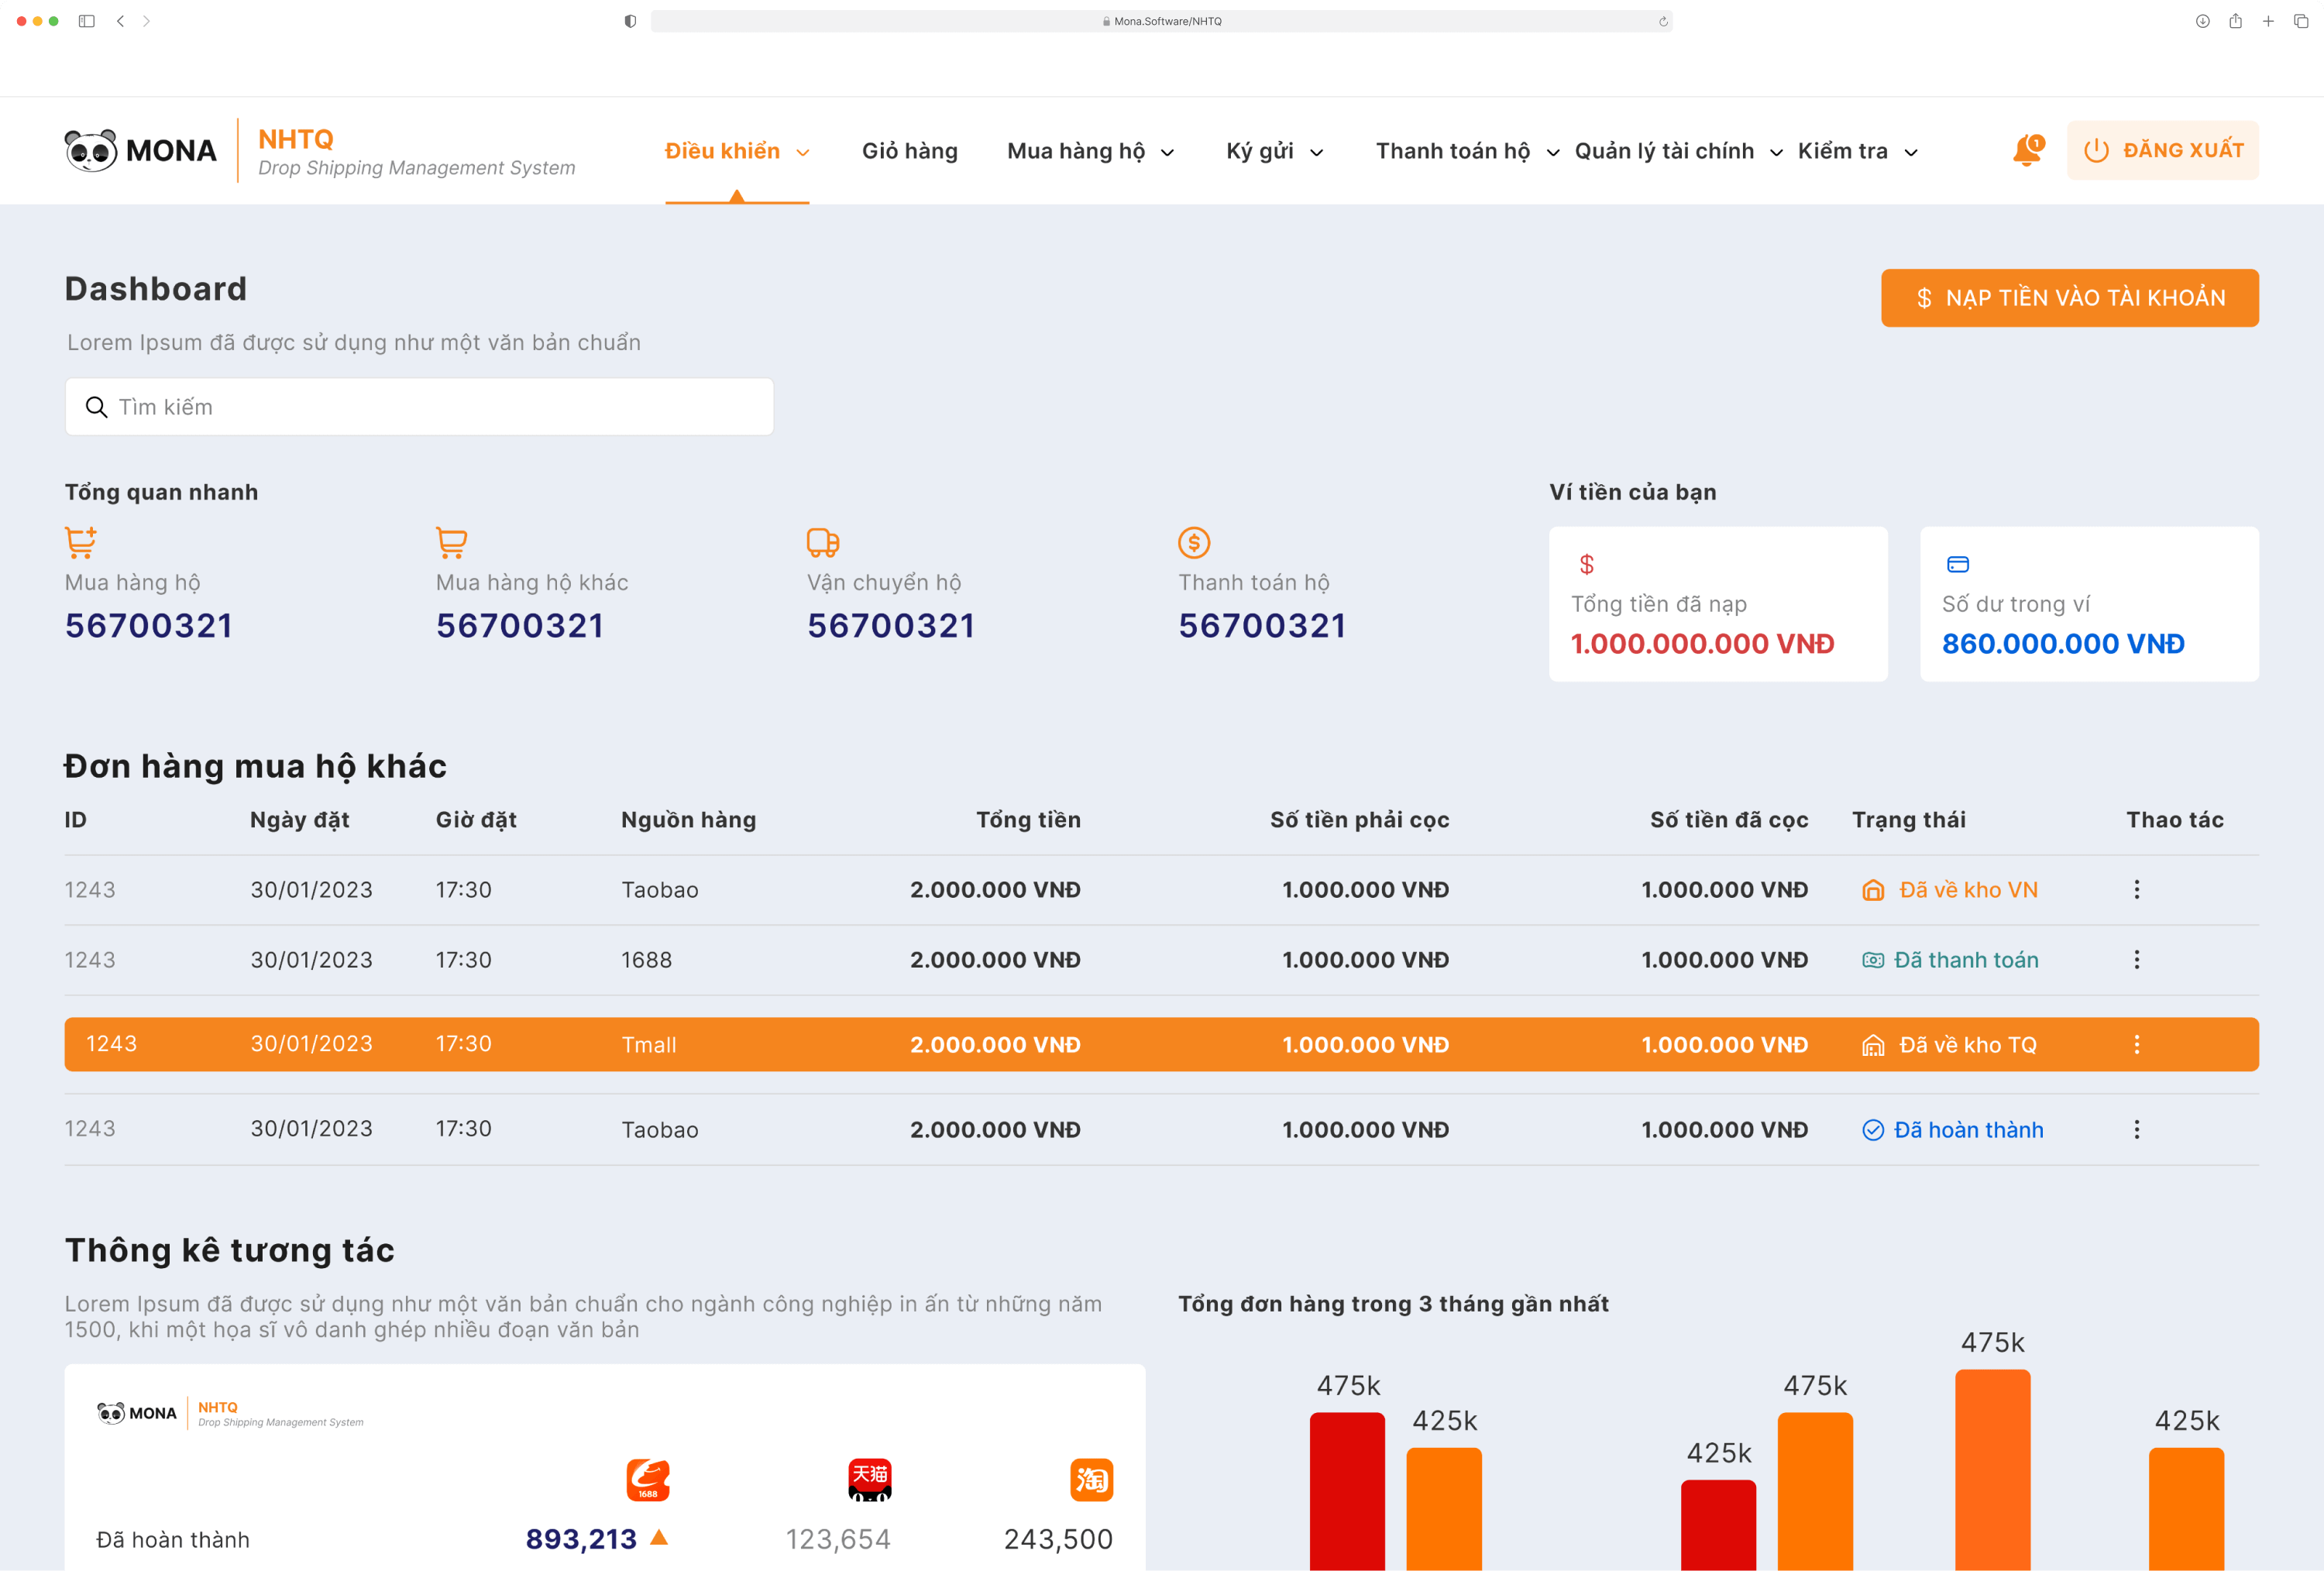 Mona.Software/NHTQ
MONA
NHTQ
Drop Shipping Management System
Điều khiển
Giỏ hàng
Mua hàng hộ
Ký gửi
Thanh toán hộ
Quản lý tài chính
Kiểm tra
1
ĐĂNG XUẤT
Dashboard
Lorem Ipsum đã được sử dụng như một văn bản chuẩn
$ NẠP TIỀN VÀO TÀI KHOẢN
Tìm kiếm
Tổng quan nhanh
Mua hàng hộ
56700321
Mua hàng hộ khác
56700321
Vận chuyển hộ
56700321
$
Thanh toán hộ
56700321
Ví tiền của bạn
$
Tổng tiền đã nạp
1.000.000.000 VNĐ
Số dư trong ví
860.000.000 VNĐ
Đơn hàng mua hộ khác
ID Ngày đặt Giờ đặt Nguồn hàng Tổng tiền Số tiền phải cọc Số tiền đã cọc Trạng thái Thao tác
1243 30/01/2023 17:30 Taobao 2.000.000 VNĐ 1.000.000 VNĐ 1.000.000 VNĐ Đã về kho VN
1243 30/01/2023 17:30 1688 2.000.000 VNĐ 1.000.000 VNĐ 1.000.000 VNĐ Đã thanh toán
1243 30/01/2023 17:30 Tmall 2.000.000 VNĐ 1.000.000 VNĐ 1.000.000 VNĐ Đã về kho TQ
1243 30/01/2023 17:30 Taobao 2.000.000 VNĐ 1.000.000 VNĐ 1.000.000 VNĐ Đã hoàn thành
Thông kê tương tác
Lorem Ipsum đã được sử dụng như một văn bản chuẩn cho ngành công nghiệp in ấn từ những năm
1500, khi một họa sĩ vô danh ghép nhiều đoạn văn bản
MONA
NHTQ
Drop Shipping Management System
1688
天猫
淘
Đã hoàn thành 893,213 123,654 243,500
Tổng đơn hàng trong 3 tháng gần nhất
475k
425k
425k
475k
475k
425k